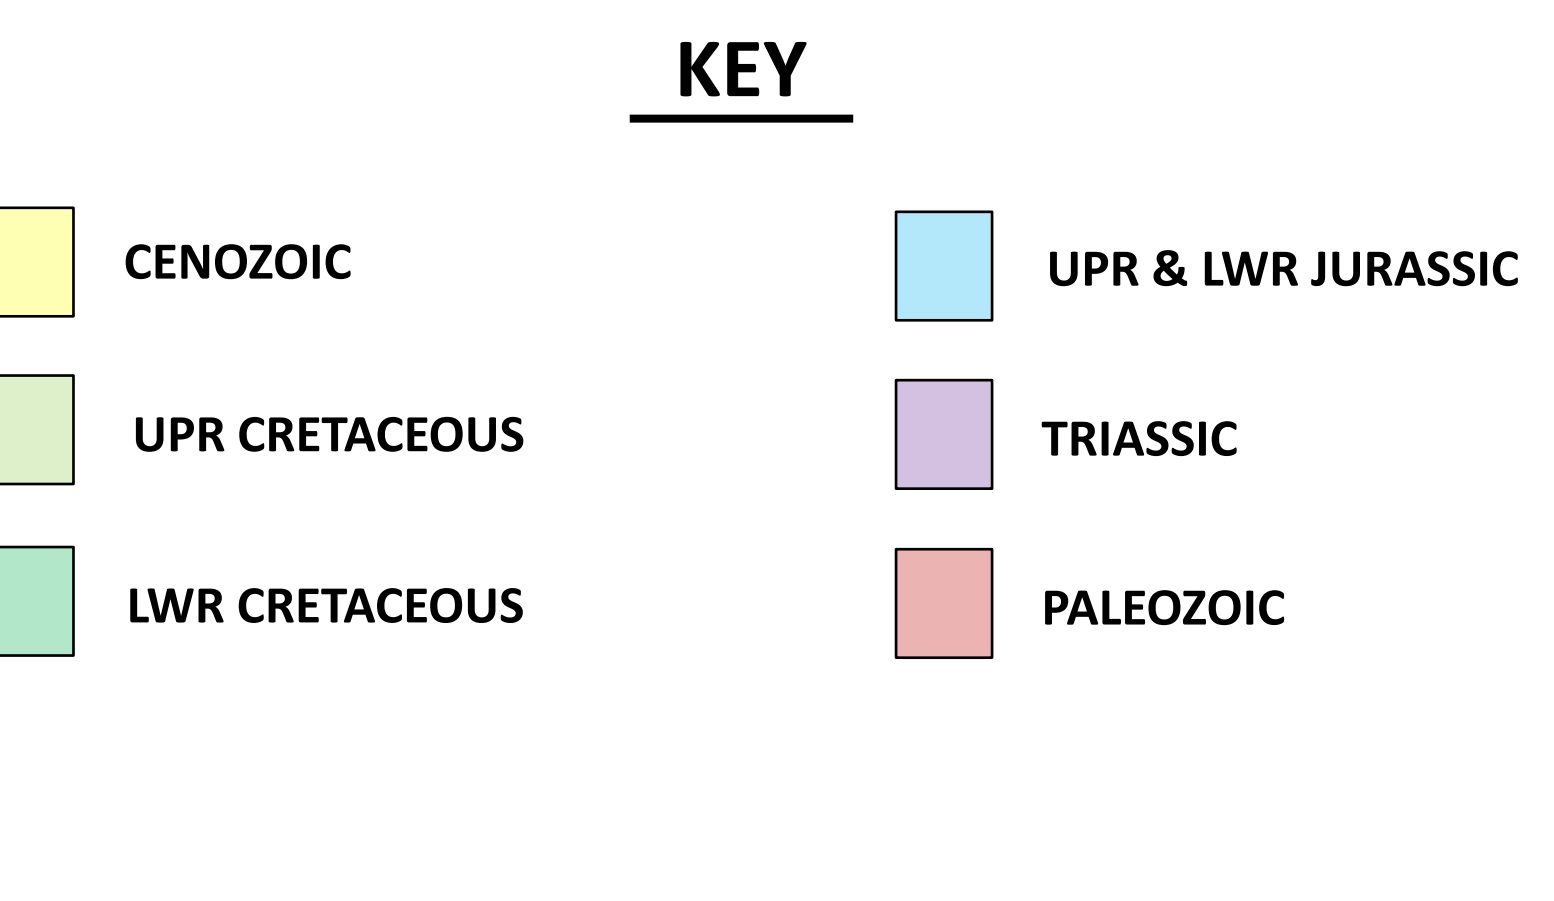 KEY
CENOZOIC
UPR CRETACEOUS
LWR CRETACEOUS
UPR & LWR JURASSIC
TRIASSIC
PALEOZOIC